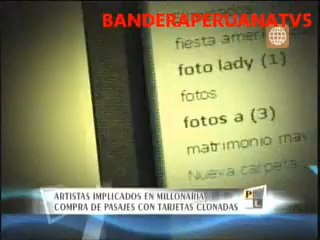 BANDERAPERUANATV5
fiesta ameri
foto lady (1)
fotos
fotos a (3)
matrimonio ma
Nueva carpeta
ARTISTAS IMPLICADOS EN MILLONARIA
COMPRA DE PASAJES CON TARJETAS CLONADAS
P
L